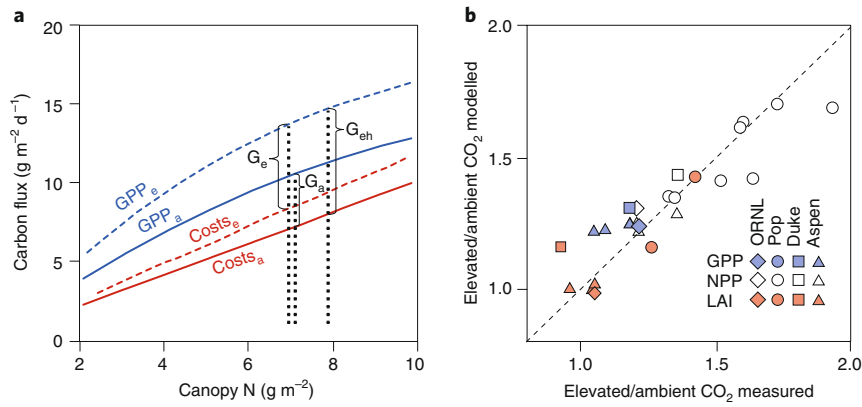 a
Carbon flux (g m⁻² d⁻¹)
20
15
10
5
0
2
4
6
8
10
Canopy N (g m⁻²)
GPPₑ
GPPₐ
Costsₑ
Costsₐ
Gₑ
Gₐ
Gₑₕ
b
Elevated/ambient CO₂ modelled
2.0
1.5
1.0
1.0
1.5
2.0
Elevated/ambient CO₂ measured
ORNL
Pop
Duke
Aspen
GPP
NPP
LAI